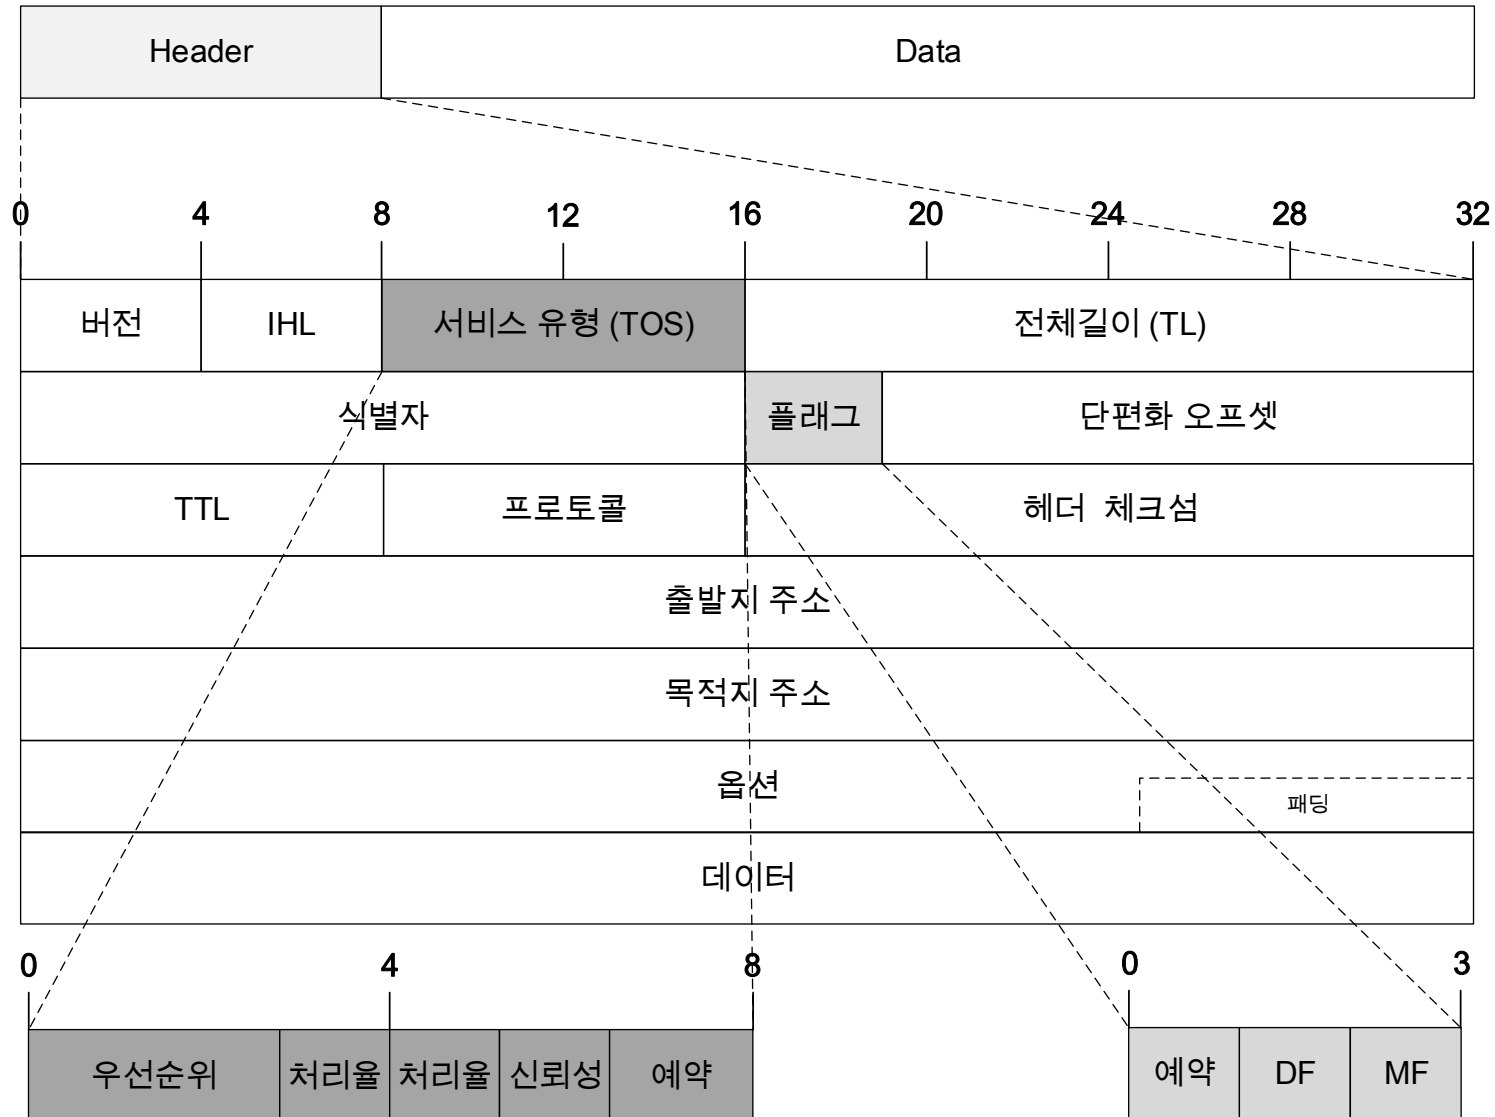 Header Data
0 4 8 12 16 20 24 28 32
버전 IHL 서비스 유형 (TOS) 전체길이 (TL)
식별자 플래그 단편화 오프셋
TTL 프로토콜 헤더 체크섬
출발지 주소
목적지 주소
옵션 패딩
데이터
0 4 8 0 3
우선순위 처리율 처리율 신뢰성 예약 예약 DF MF